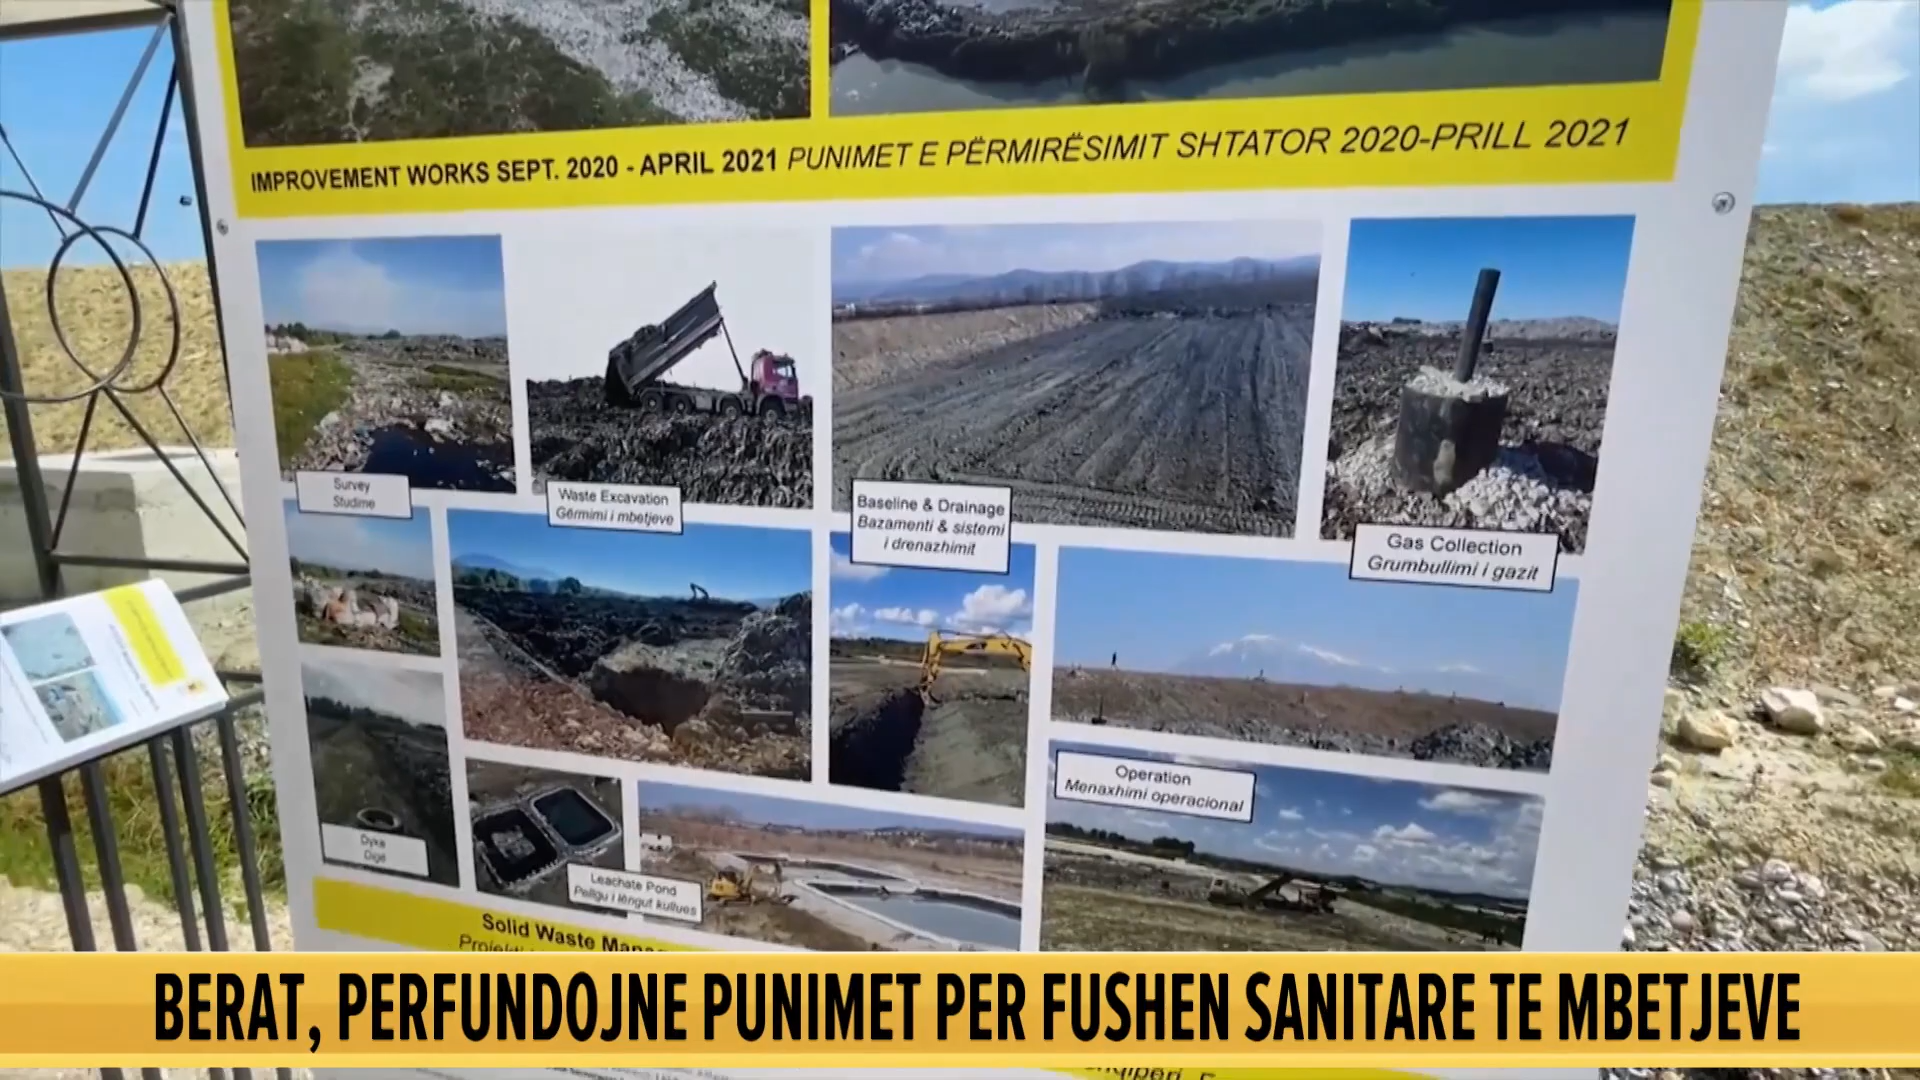 IMPROVEMENT WORKS SEPT. 2020 - APRIL 2021 PUNIMET E PËRMIRËSIMIT SHTATOR 2020-PRILL 2021
Survey
Studime
Waste Excavation
Gërmimi i mbetjeve
Baseline & Drainage
Bazamenti & sistemi
i drenazhimit
Gas Collection
Grumbullimi i gazit
Operation
Menaxhimi operacional
Dyke
Digë
Leachate Pond
Pellgu i lëngut kullues
Solid Waste
BERAT, PERFUNDOJNE PUNIMET PER FUSHEN SANITARE TE MBETJEVE